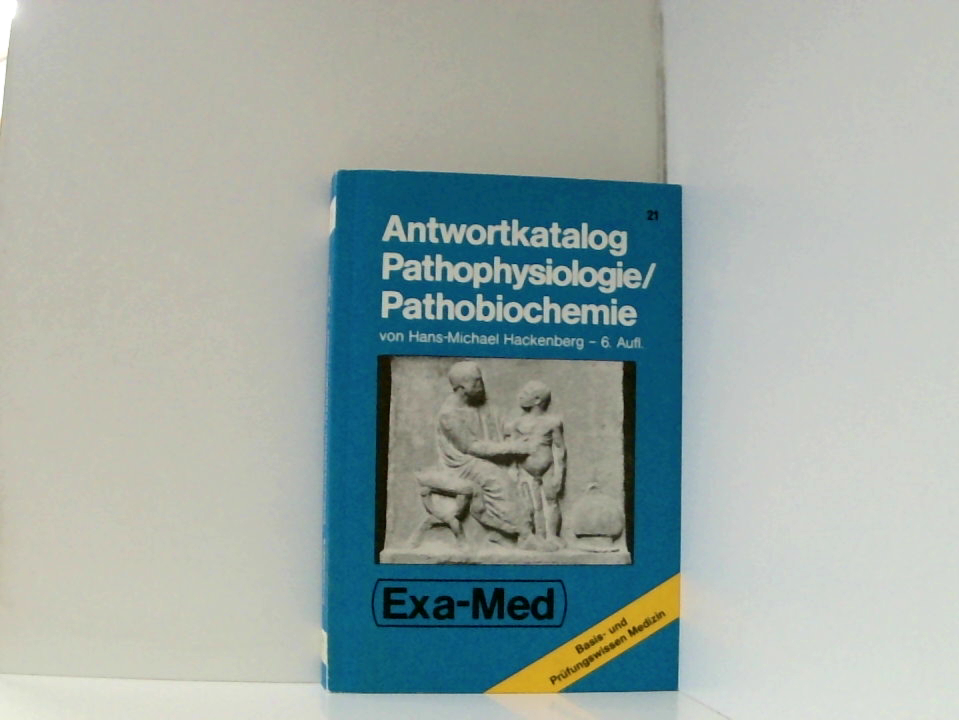 21
Antwortkatalog
Pathophysiologie/
Pathobiochemie
von Hans-Michael Hackenberg – 6. Aufl.
Exa-Med
Basis- und
Prüfungswissen Medizin